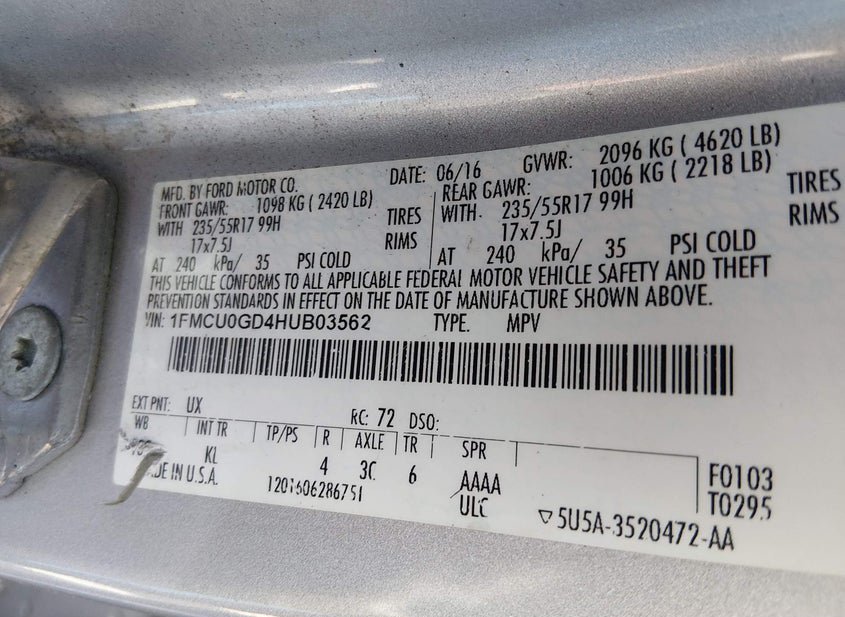 MFD. BY FORD MOTOR CO. DATE: 06/16 GVWR: 2096 KG ( 4620 LB)
FRONT GAWR: 1098 KG ( 2420 LB) REAR GAWR: 1006 KG ( 2218 LB)
WITH 235/55R17 99H TIRES WITH 235/55R17 99H TIRES
17x7.5J RIMS 17x7.5J RIMS
AT 240 kPa/ 35 PSI COLD AT 240 kPa/ 35 PSI COLD
THIS VEHICLE CONFORMS TO ALL APPLICABLE FEDERAL MOTOR VEHICLE SAFETY AND THEFT
PREVENTION STANDARDS IN EFFECT ON THE DATE OF MANUFACTURE SHOWN ABOVE.
VIN: 1FMCU0GD4HUB03562 TYPE. MPV
EXT PNT: UX RC: 72 DSO:
WB INT TR TP/PS R AXLE TR SPR
KL 4 3C 6 AAAA F0103
MADE IN U.S.A. 1201606286751 ULC T0295
5U5A-3520472-AA